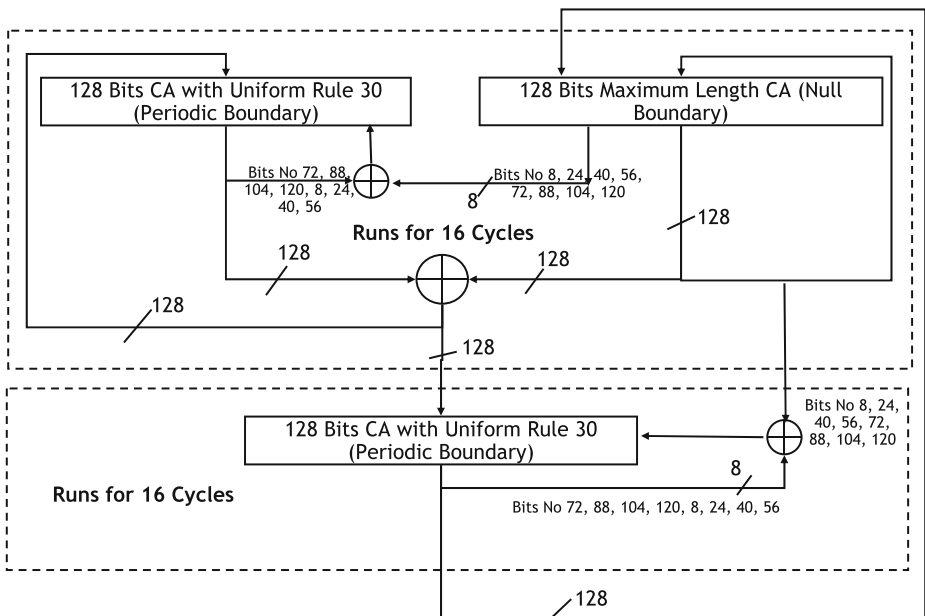 128 Bits CA with Uniform Rule 30
(Periodic Boundary)
128 Bits Maximum Length CA (Null
Boundary)
Bits No 72, 88,
104, 120, 8, 24,
40, 56
Bits No 8, 24, 40, 56,
72, 88, 104, 120
8
128
Runs for 16 Cycles
128
128
128
128
128 Bits CA with Uniform Rule 30
(Periodic Boundary)
Bits No 8, 24,
40, 56, 72,
88, 104, 120
8
Runs for 16 Cycles
Bits No 72, 88, 104, 120, 8, 24, 40, 56
128